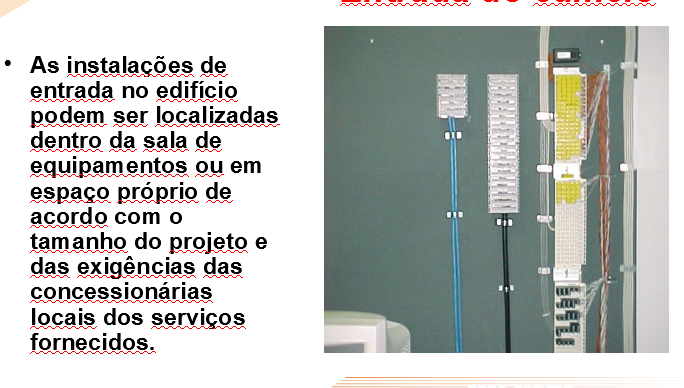 • As instalações de
entrada no edifício
podem ser localizadas
dentro da sala de
equipamentos ou em
espaço próprio de
acordo com o
tamanho do projeto e
das exigências das
concessionárias
locais dos serviços
fornecidos.